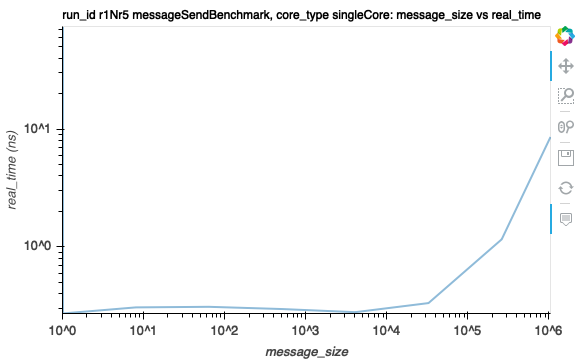 run_id r1Nr5 messageSendBenchmark, core_type singleCore: message_size vs real_time
10^1
real_time (ns)
10^0
10^0 10^1 10^2 10^3 10^4 10^5 10^6
message_size